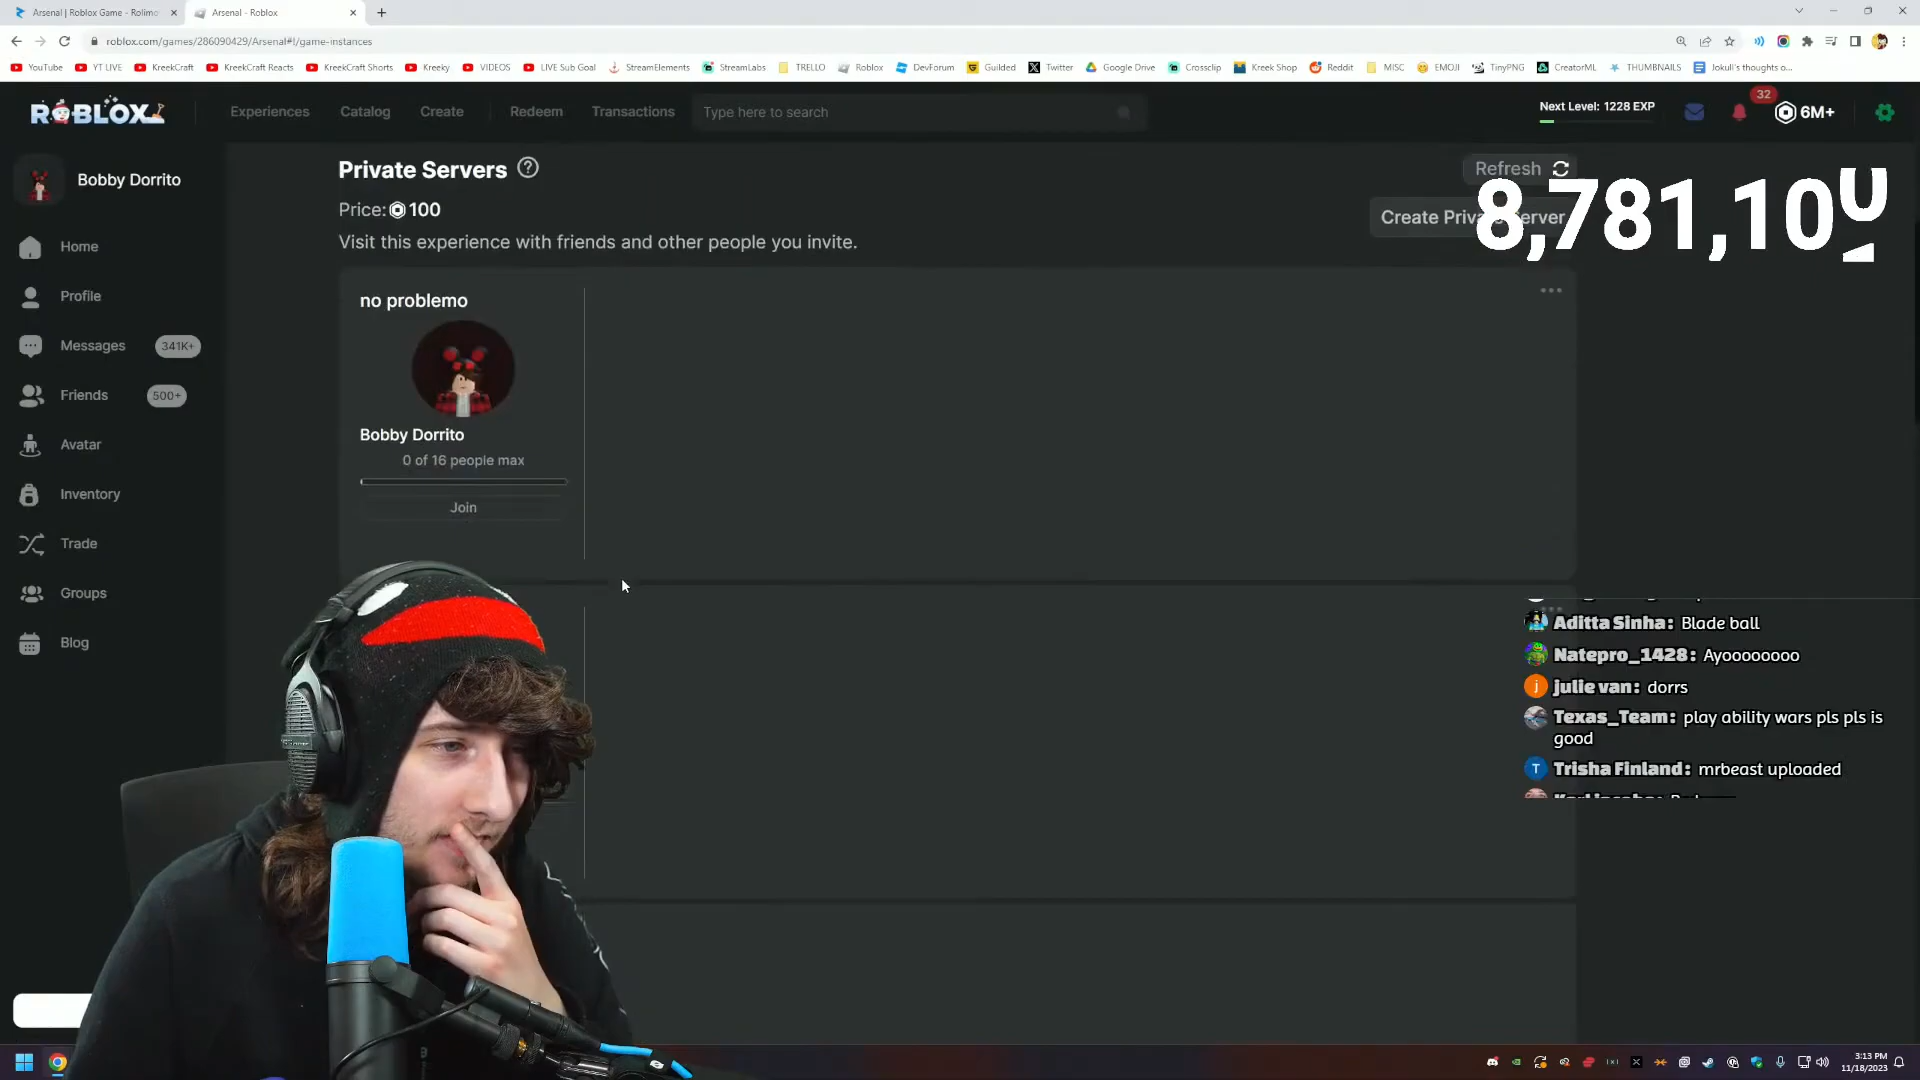 Arsenal | Roblox Game - Rolimo
Arsenal - Roblox
roblox.com/games/286090429/Arsenal#!/game-instances
YouTube YT LIVE KreekCraft KreekCraft Reacts KreekCraft Shorts Kreeky VIDEOS LIVE Sub Goal StreamElements StreamLabs TRELLO Roblox DevForum Guilded Twitter Google Drive Crossclip Kreek Shop Reddit MISC EMOJI TinyPNG CreatorML THUMBNAILS Jokull's thoughts o...
ROBLOX Experiences Catalog Create Redeem Transactions Type here to search Next Level: 1228 EXP 32 6M+
Bobby Dorrito
Home
Profile
Messages 341K+
Friends 500+
Avatar
Inventory
Trade
Groups
Blog
Private Servers
Refresh
Price: 100
Visit this experience with friends and other people you invite.
8,781,10
no problemo
Bobby Dorrito
0 of 16 people max
Join
Aditta Sinha: Blade ball
Natepro_1428: Ayoooooooo
julie van: dorrs
Texas_Team: play ability wars pls pls is
good
Trisha Finland: mrbeast uploaded
3:13 PM
11/18/2023